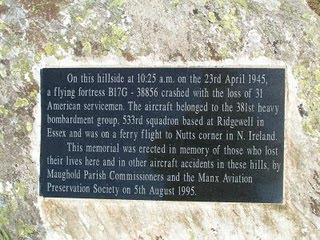 On this hillside at 10:25 a.m. on the 23rd April 1945,
a flying fortress B17G - 38856 crashed with the loss of 31
American servicemen. The aircraft belonged to the 381st heavy
bombardment group, 533rd squadron based at Ridgewell in
Essex and was on a ferry flight to Nutts corner in N. Ireland.
This memorial was erected in memory of those who lost
their lives here and in other aircraft accidents in these hills, by
Maughold Parish Commissioners and the Manx Aviation
Preservation Society on 5th August 1995.